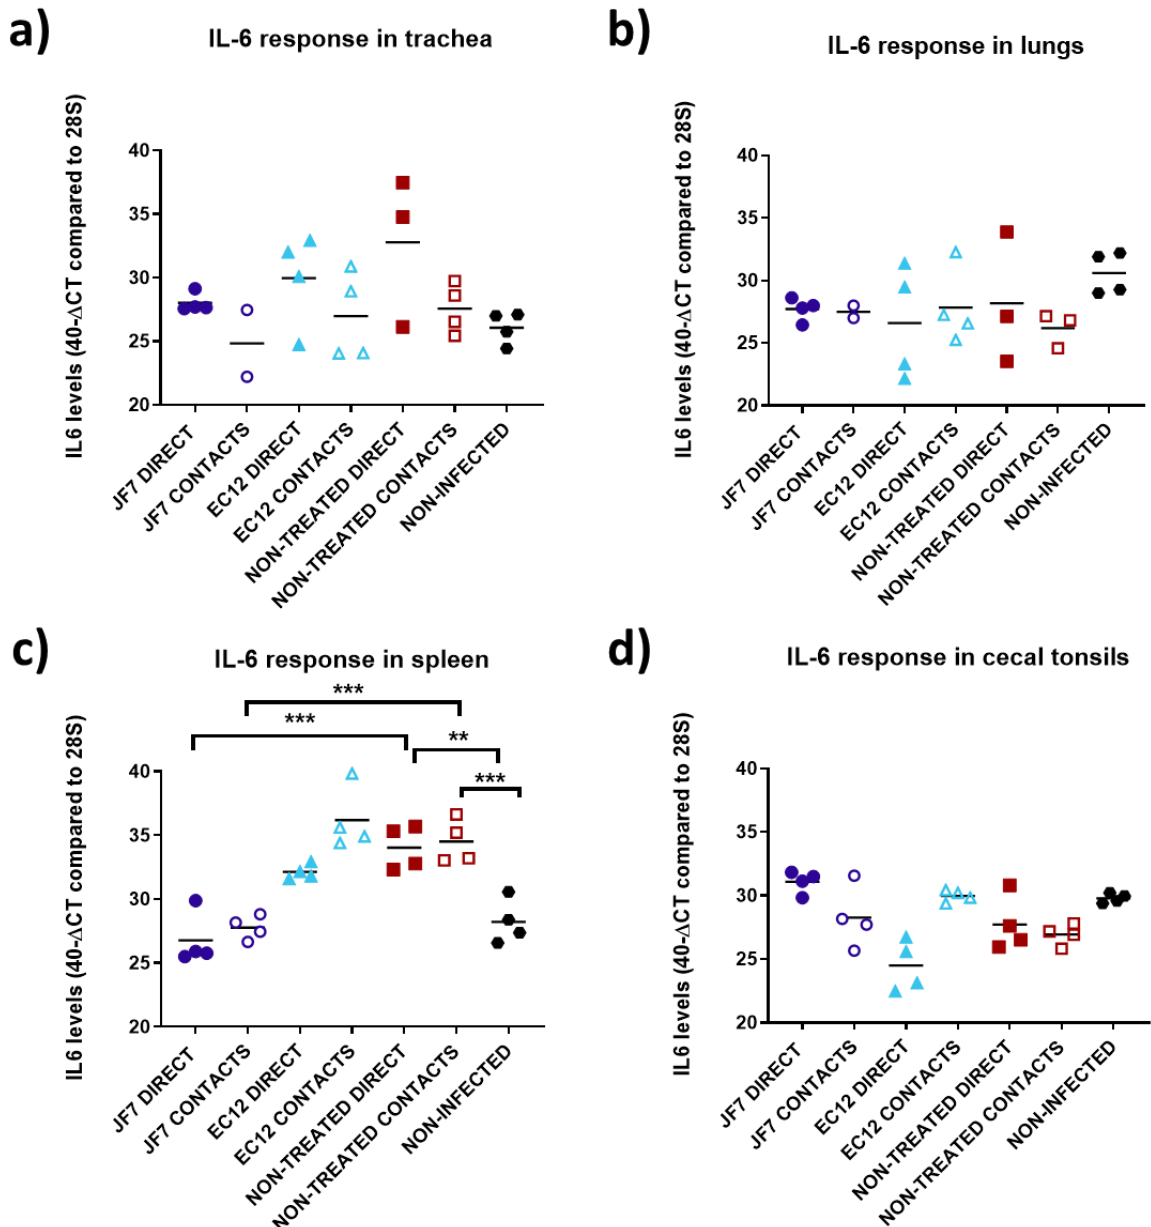 a)
IL-6 response in trachea
IL6 levels (40-ΔCT compared to 28S)
40
35
30
25
20
JF7 DIRECT
JF7 CONTACTS
EC12 DIRECT
EC12 CONTACTS
NON-TREATED DIRECT
NON-TREATED CONTACTS
NON-INFECTED
b)
IL-6 response in lungs
IL6 levels (40-ΔCT compared to 28S)
40
35
30
25
20
JF7 DIRECT
JF7 CONTACTS
EC12 DIRECT
EC12 CONTACTS
NON-TREATED DIRECT
NON-TREATED CONTACTS
NON-INFECTED
c)
IL-6 response in spleen
***
***
**
***
IL6 levels (40-ΔCT compared to 28S)
40
35
30
25
20
JF7 DIRECT
JF7 CONTACTS
EC12 DIRECT
EC12 CONTACTS
NON-TREATED DIRECT
NON-TREATED CONTACTS
NON-INFECTED
d)
IL-6 response in cecal tonsils
IL6 levels (40-ΔCT compared to 28S)
40
35
30
25
20
JF7 DIRECT
JF7 CONTACTS
EC12 DIRECT
EC12 CONTACTS
NON-TREATED DIRECT
NON-TREATED CONTACTS
NON-INFECTED